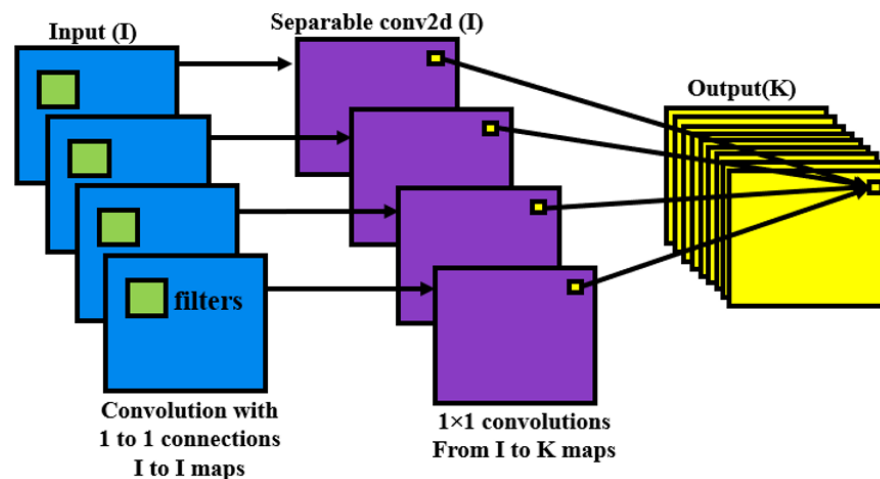 Input (I)
Separable conv2d (I)
Output(K)
filters
Convolution with
1 to 1 connections
I to I maps
1×1 convolutions
From I to K maps